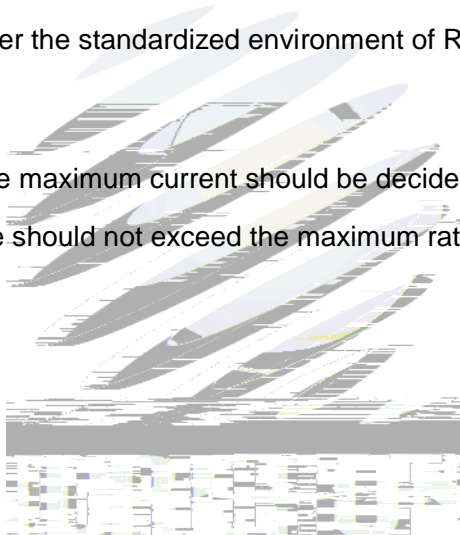 er the standardized environment of R
e maximum current should be decide
e should not exceed the maximum rat